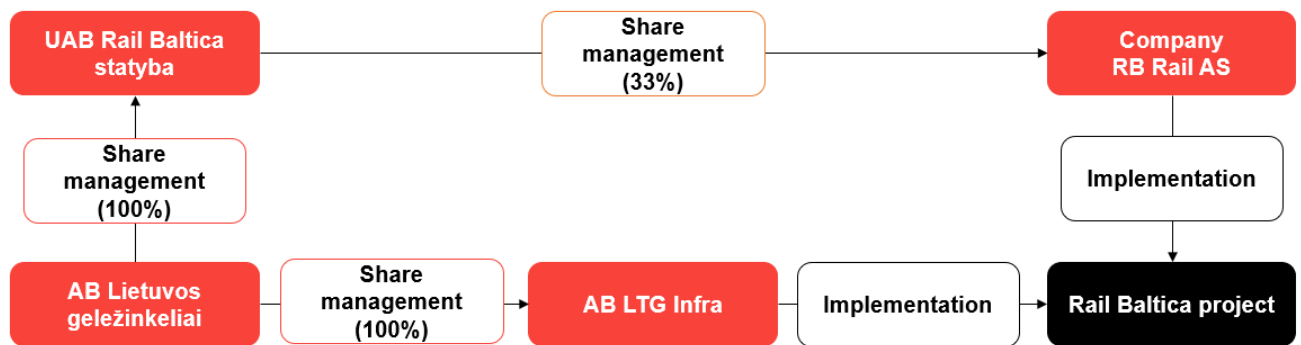 UAB Rail Baltica
statyba
Share
management
(33%)
Company
RB Rail AS
Share
management
(100%)
Implementation
AB Lietuvos
geležinkeliai
Share
management
(100%)
AB LTG Infra
Implementation
Rail Baltica project